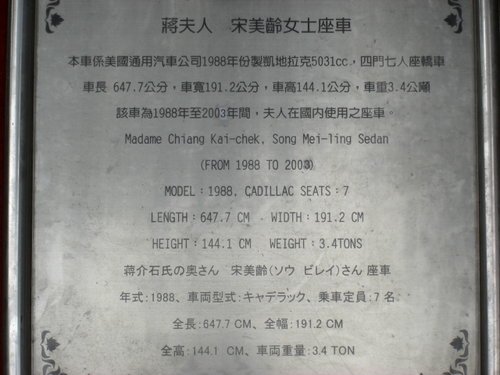 蔣夫人 宋美齡女士座車
本車係美國通用汽車公司1988年份製凱地拉克5031cc.,四門七人座轎車
車長 647.7公分,車寬191.2公分,車高144.1公分,車重3.4公噸
該車為1988年至2003年間,夫人在國內使用之座車。
Madame Chiang Kai-chek, Song Mei-ling Sedan
(FROM 1988 TO 2003)
MODEL:1988, CADILLAC SEATS:7
LENGTH:647.7 CM WIDTH:191.2 CM
HEIGHT:144.1 CM WEIGHT:3.4TONS
蔣介石氏の奥さん 宋美齡(ソウ ビレイ)さん 座車
年式:1988、車両型式:キャデラック、乗車定員:7 名
全長:647.7 CM、全幅:191.2 CM
全高:144.1 CM、車両重量:3.4 TON